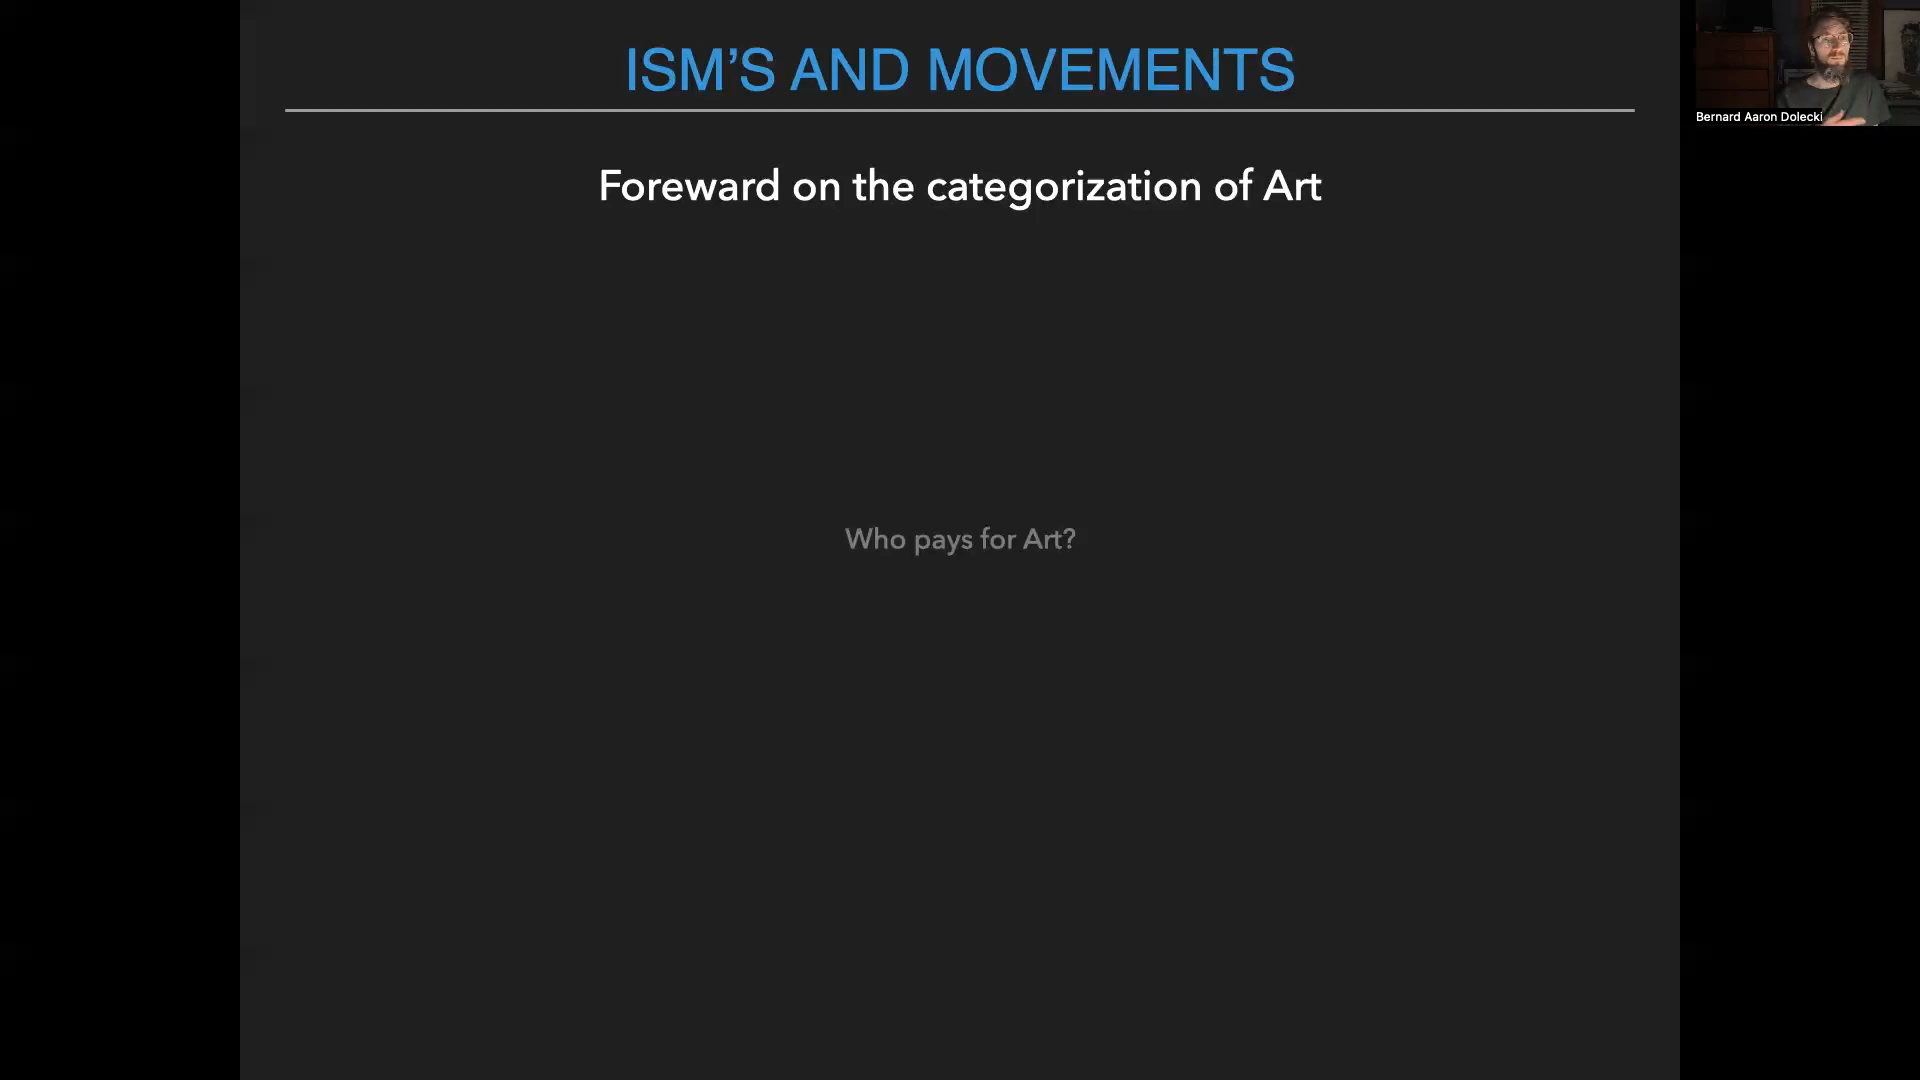 ISM’S AND MOVEMENTS
Foreward on the categorization of Art
Who pays for Art?
Bernard Aaron Dolecki